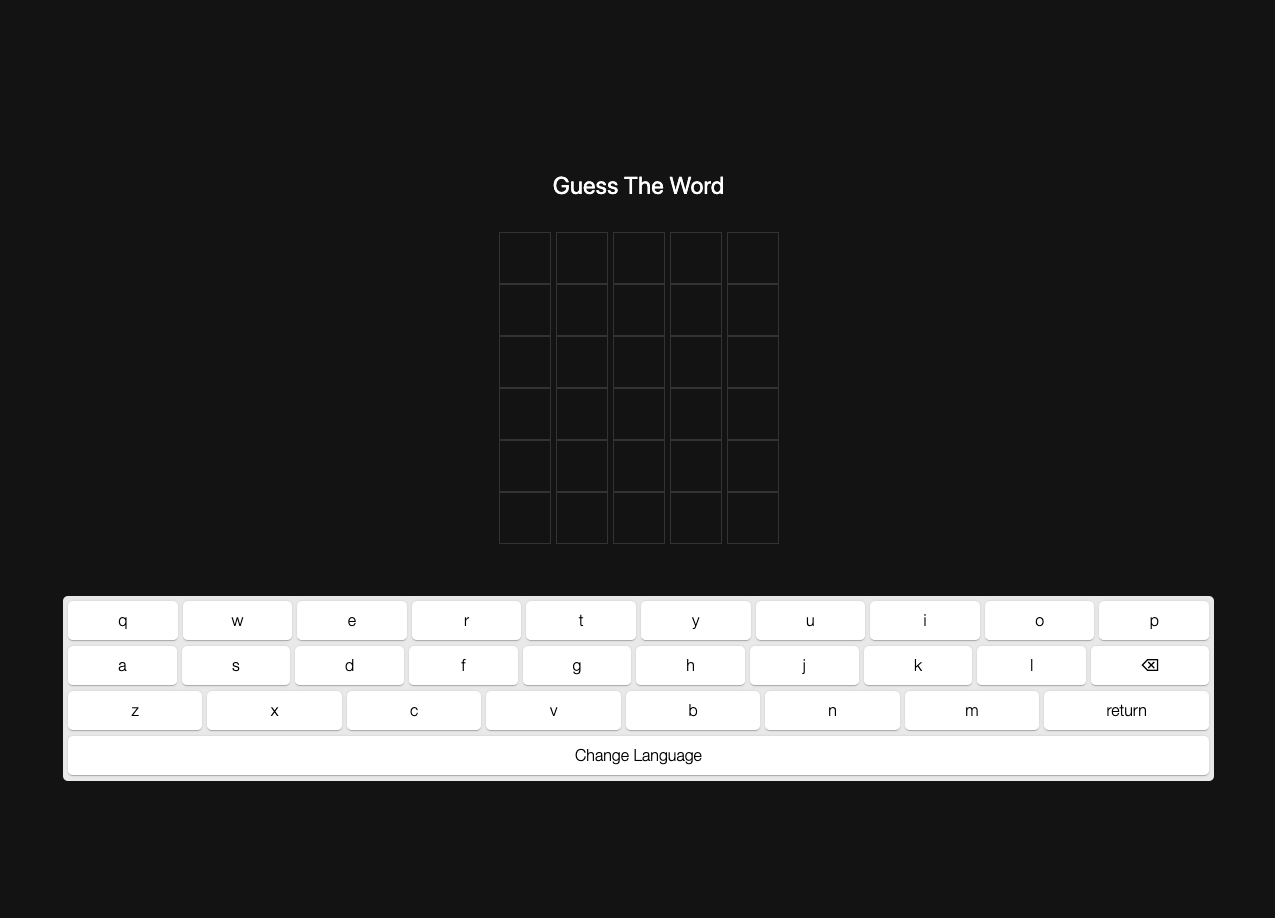 Guess The Word
q w e r t y u i o p
a s d f g h j k l ⌫
z x c v b n m return
Change Language